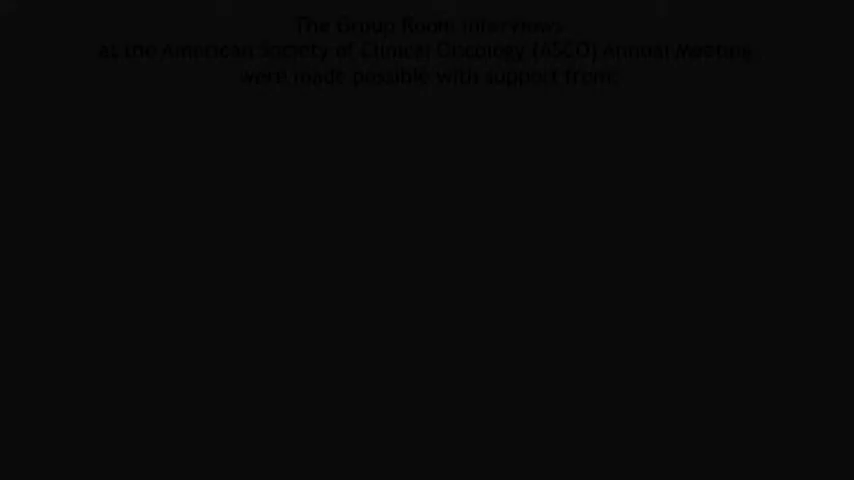 The Group Room interviews
at the American Society of Clinical Oncology (ASCO) Annual Meeting
were made possible with support from: